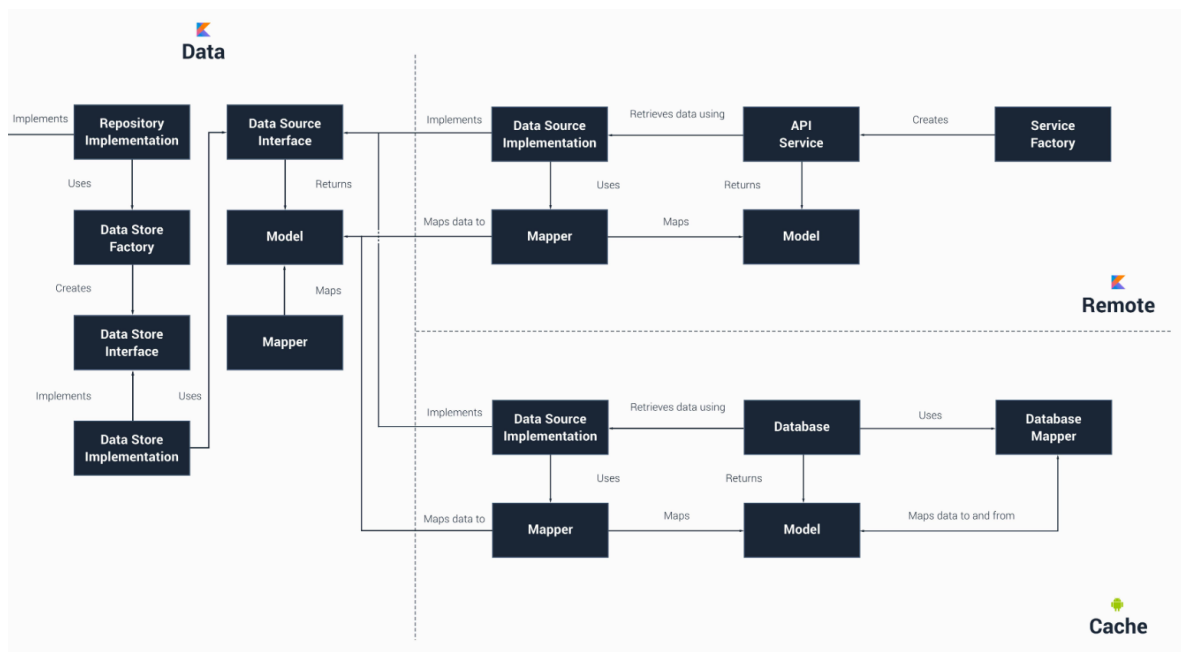 Data
Implements
Repository
Implementation
Data Source
Interface
Implements
Data Source
Implementation
Retrieves data using
API
Service
Creates
Service
Factory
Uses
Returns
Uses
Returns
Data Store
Factory
Model
Maps data to
Mapper
Maps
Model
Creates
Maps
Remote
Data Store
Interface
Mapper
Implements
Uses
Implements
Data Source
Implementation
Retrieves data using
Database
Uses
Database
Mapper
Data Store
Implementation
Uses
Returns
Maps data to
Mapper
Maps
Model
Maps data to and from
Cache